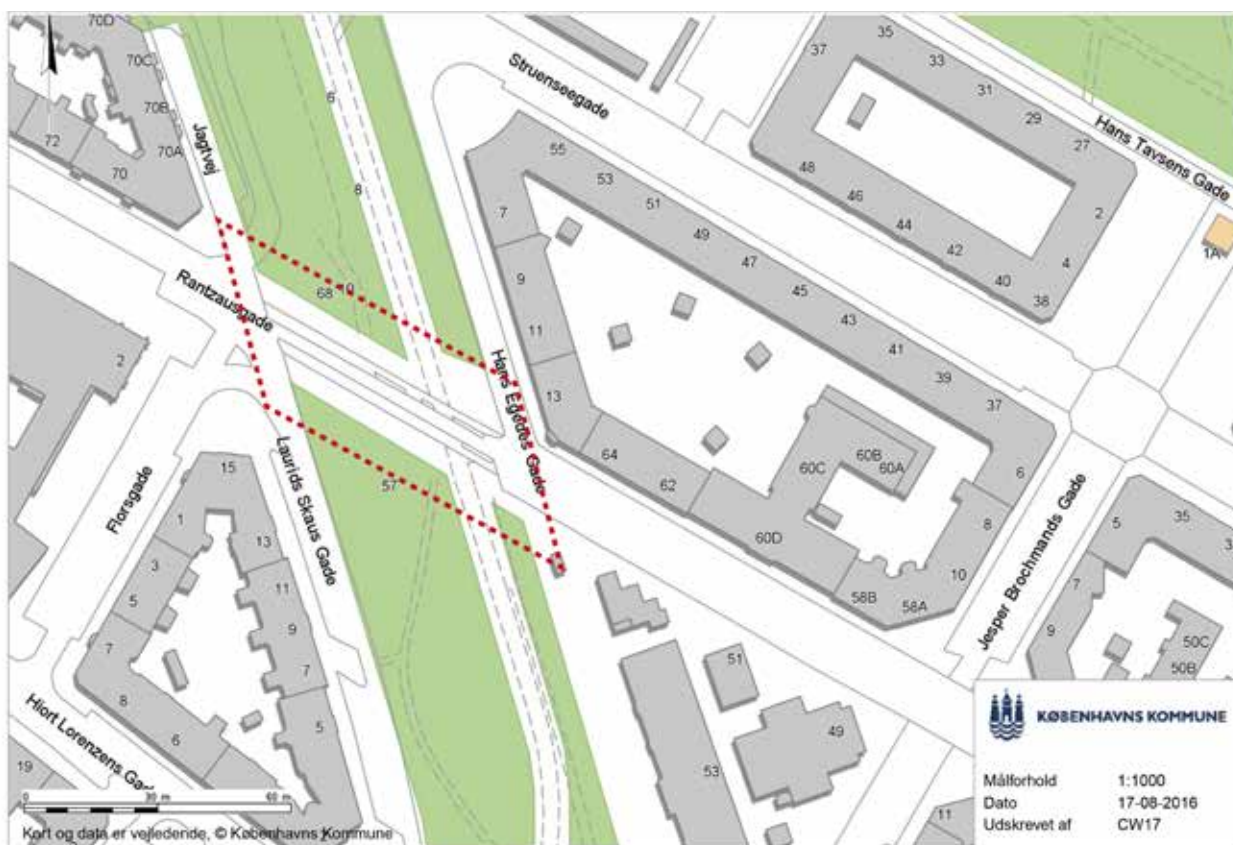 70D
70C
70B
70A
72
70
Jagtvej
6
8
Struenseegade
37
35
33
31
29
27
Hans Tavsens Gade
48
46
44
42
40
38
4
2
1A
55
53
51
49
47
45
43
41
39
37
7
9
11
13
Rantzausgade
68
2
Hans Egedes Gade
64
62
60D
60C
60B
60A
6
8
10
58B
58A
Jesper Brochmands Gade
5
35
3
7
9
50C
50B
Florsgade
15
1
3
5
7
8
6
13
11
9
7
5
Laurids Skaus Gade
57
Hiort Lorenzens Gad
19
51
53
49
11
KØBENHAVNS KOMMUNE
Målforhold 1:1000
Dato 17-08-2016
Udskrevet af CW17
0 30 m 60 m
Kort og data er vejledende, © Københavns Kommune